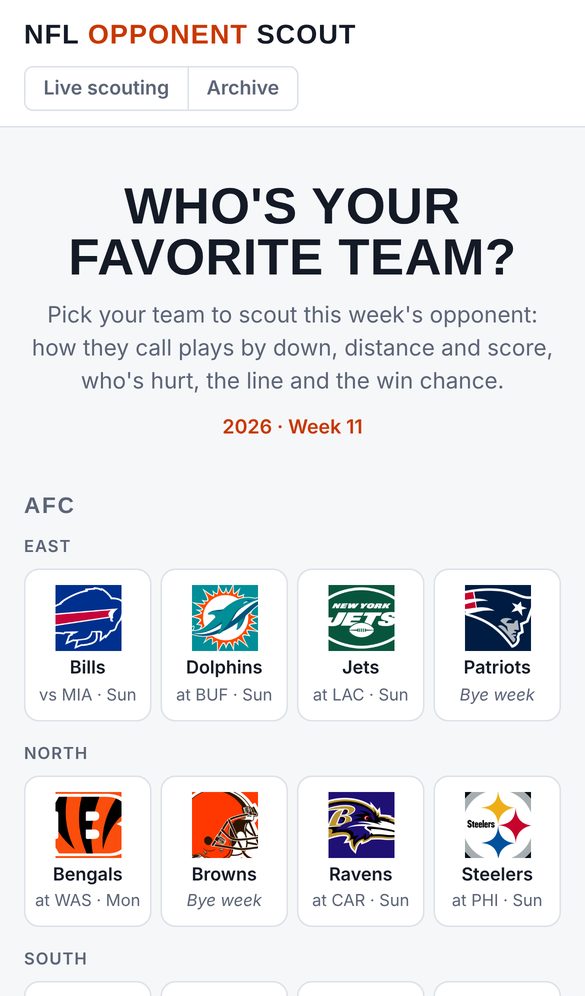 NFL OPPONENT SCOUT
Live scouting
Archive
WHO'S YOUR
FAVORITE TEAM?
Pick your team to scout this week's opponent:
how they call plays by down, distance and score,
who's hurt, the line and the win chance.
2026 · Week 11
AFC
EAST
NEW YORK
JETS
Bills
Dolphins
Jets
Patriots
vs MIA · Sun
at BUF · Sun
at LAC · Sun
Bye week
NORTH
B
B
Steelers
Bengals
Browns
Ravens
Steelers
at WAS · Mon
Bye week
at CAR · Sun
at PHI · Sun
SOUTH